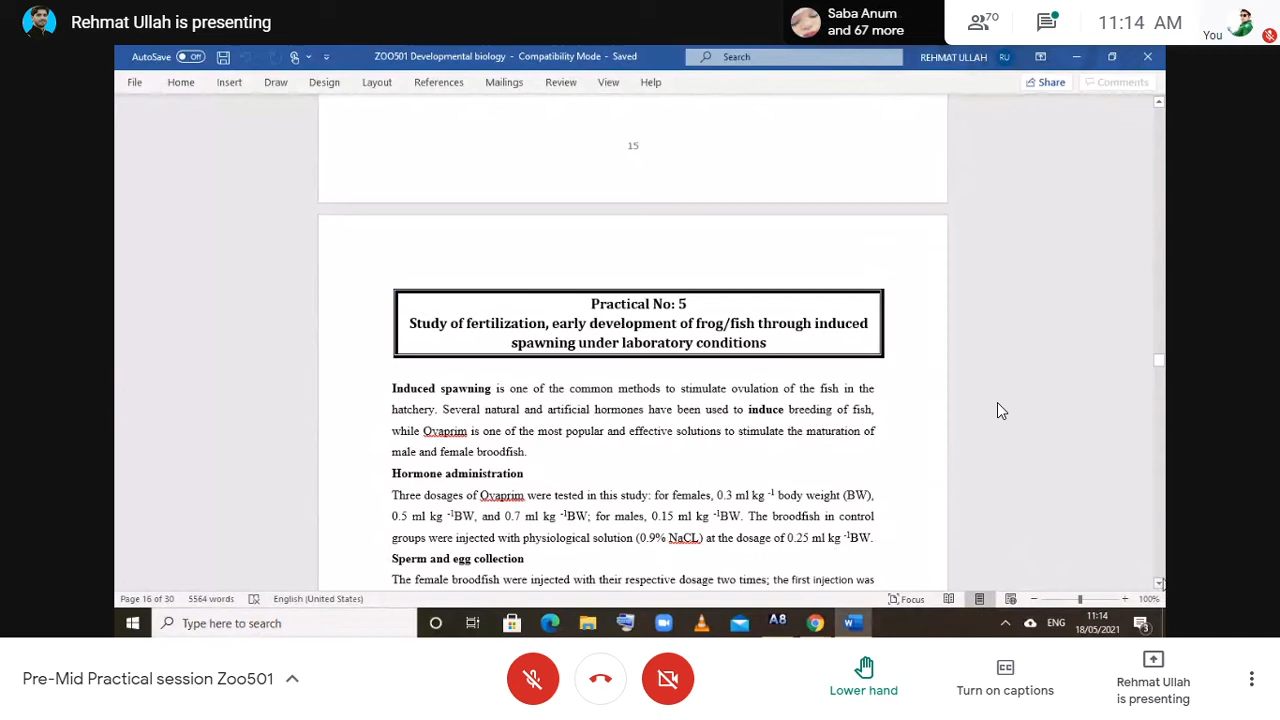 Rehmat Ullah is presenting
Saba Anum
and 67 more
70
11:14 AM
You
AutoSave
Off
ZOO501 Developmental biology - Compatibility Mode - Saved
Search
REHMAT ULLAH
RU
File
Home
Insert
Draw
Design
Layout
References
Mailings
Review
View
Help
Share
Comments
15
Practical No: 5
Study of fertilization, early development of frog/fish through induced
spawning under laboratory conditions
Induced spawning is one of the common methods to stimulate ovulation of the fish in the
hatchery. Several natural and artificial hormones have been used to induce breeding of fish,
while Ovaprim is one of the most popular and effective solutions to stimulate the maturation of
male and female broodfish.
Hormone administration
Three dosages of Ovaprim were tested in this study: for females, 0.3 ml kg -1 body weight (BW),
0.5 ml kg -1BW, and 0.7 ml kg -1BW; for males, 0.15 ml kg -1BW. The broodfish in control
groups were injected with physiological solution (0.9% NaCL) at the dosage of 0.25 ml kg -1BW.
Sperm and egg collection
The female broodfish were injected with their respective dosage two times; the first injection was
Page 16 of 30
5564 words
English (United States)
Focus
100%
Type here to search
A8
ENG
11:14
18/05/2021
3
Pre-Mid Practical session Zoo501
Lower hand
Turn on captions
Rehmat Ullah
is presenting